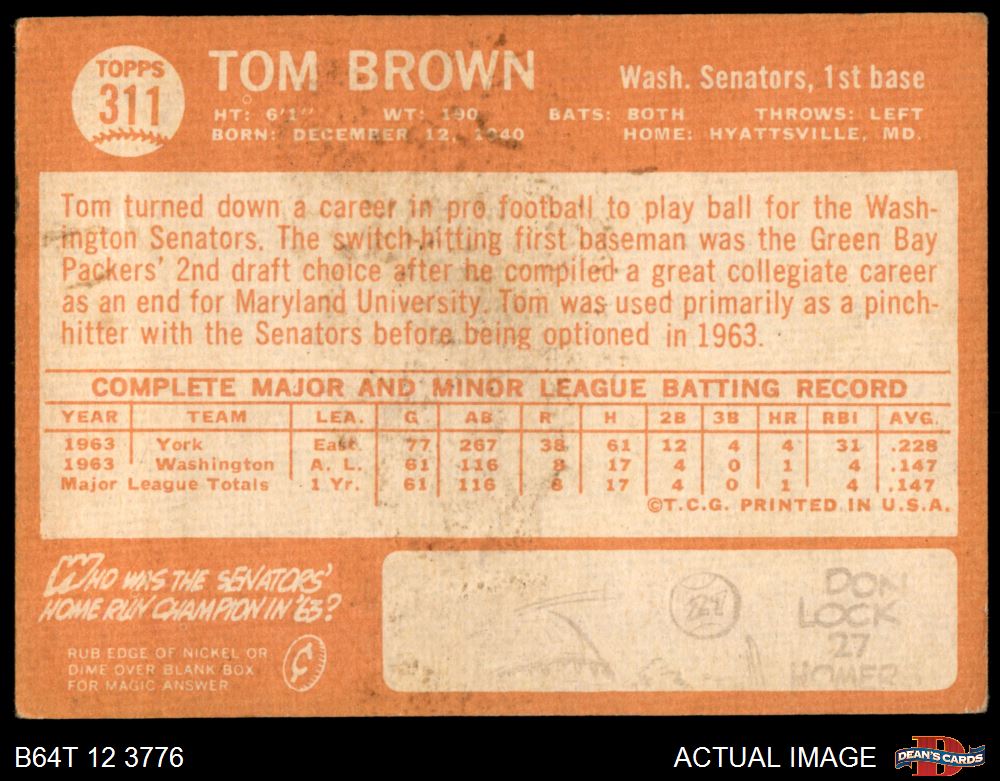 TOPPS
311
TOM BROWN
Wash. Senators, 1st base
HT: 6'1" WT: 190 BATS: BOTH THROWS: LEFT
BORN: DECEMBER 12, 1940 HOME: HYATTSVILLE, MD.
Tom turned down a career in pro football to play ball for the Wash-
ington Senators. The switch-hitting first baseman was the Green Bay
Packers' 2nd draft choice after he compiled a great collegiate career
as an end for Maryland University. Tom was used primarily as a pinch-
hitter with the Senators before being optioned in 1963.
COMPLETE MAJOR AND MINOR LEAGUE BATTING RECORD
YEAR TEAM LEA. G AB R H 2B 3B HR RBI AVG.
1963 York East. 77 267 38 61 12 4 4 31 .228
1963 Washington A. L. 61 116 8 17 4 0 1 4 .147
Major League Totals 1 Yr. 61 116 8 17 4 0 1 4 .147
©T.C.G. PRINTED IN U.S.A.
WHO WAS THE SENATORS'
HOME RUN CHAMPION IN '63?
RUB EDGE OF NICKEL OR
DIME OVER BLANK BOX
FOR MAGIC ANSWER
DON
LOCK
27
HOMERS
B64T 12 3776
ACTUAL IMAGE
DEAN'S CARDS